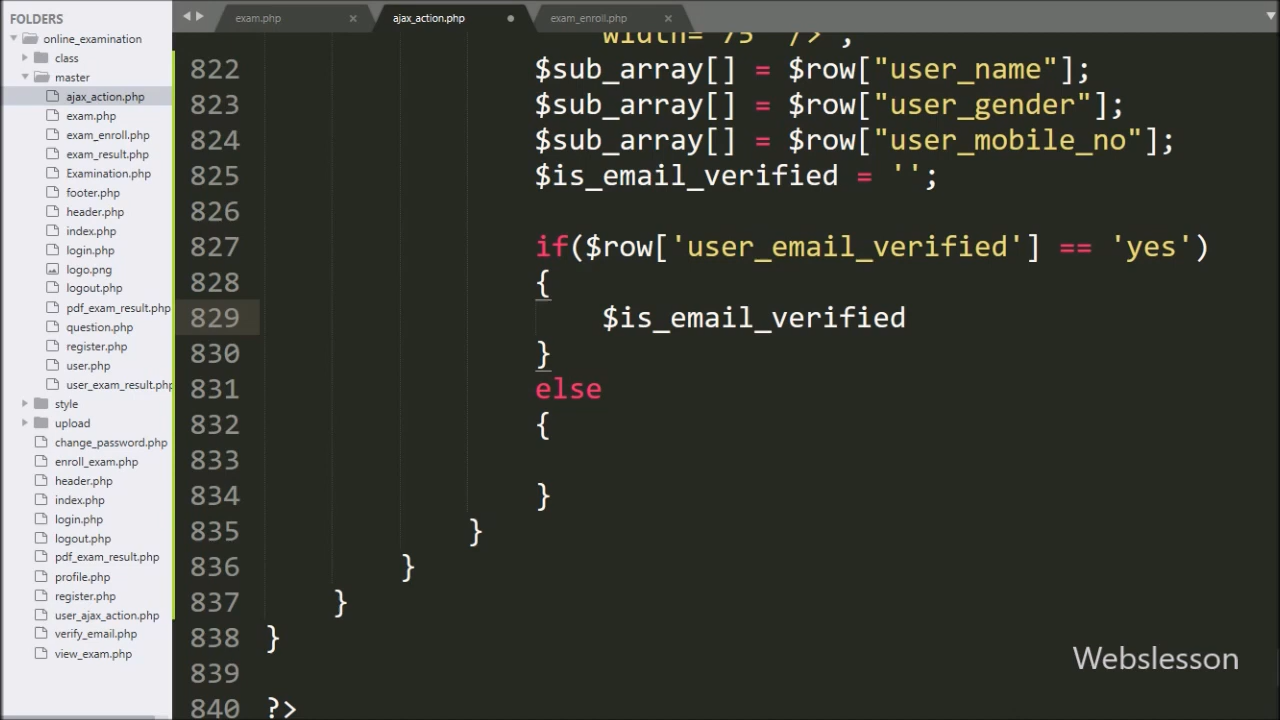 FOLDERS
online_examination
class
master
ajax_action.php
exam.php
exam_enroll.php
exam_result.php
Examination.php
footer.php
header.php
index.php
login.php
logo.png
logout.php
pdf_exam_result.php
question.php
register.php
user.php
user_exam_result.php
style
upload
change_password.php
enroll_exam.php
header.php
index.php
login.php
logout.php
pdf_exam_result.php
profile.php
register.php
user_ajax_action.php
verify_email.php
view_exam.php
exam.php × ajax_action.php exam_enroll.php ×
width="75" />';
822 $sub_array[] = $row["user_name"];
823 $sub_array[] = $row["user_gender"];
824 $sub_array[] = $row["user_mobile_no"];
825 $is_email_verified = '';
826
827 if($row['user_email_verified'] == 'yes')
828 {
829 $is_email_verified
830 }
831 else
832 {
833
834 }
835 }
836 }
837 }
838 }
839
840 ?>
Webslesson